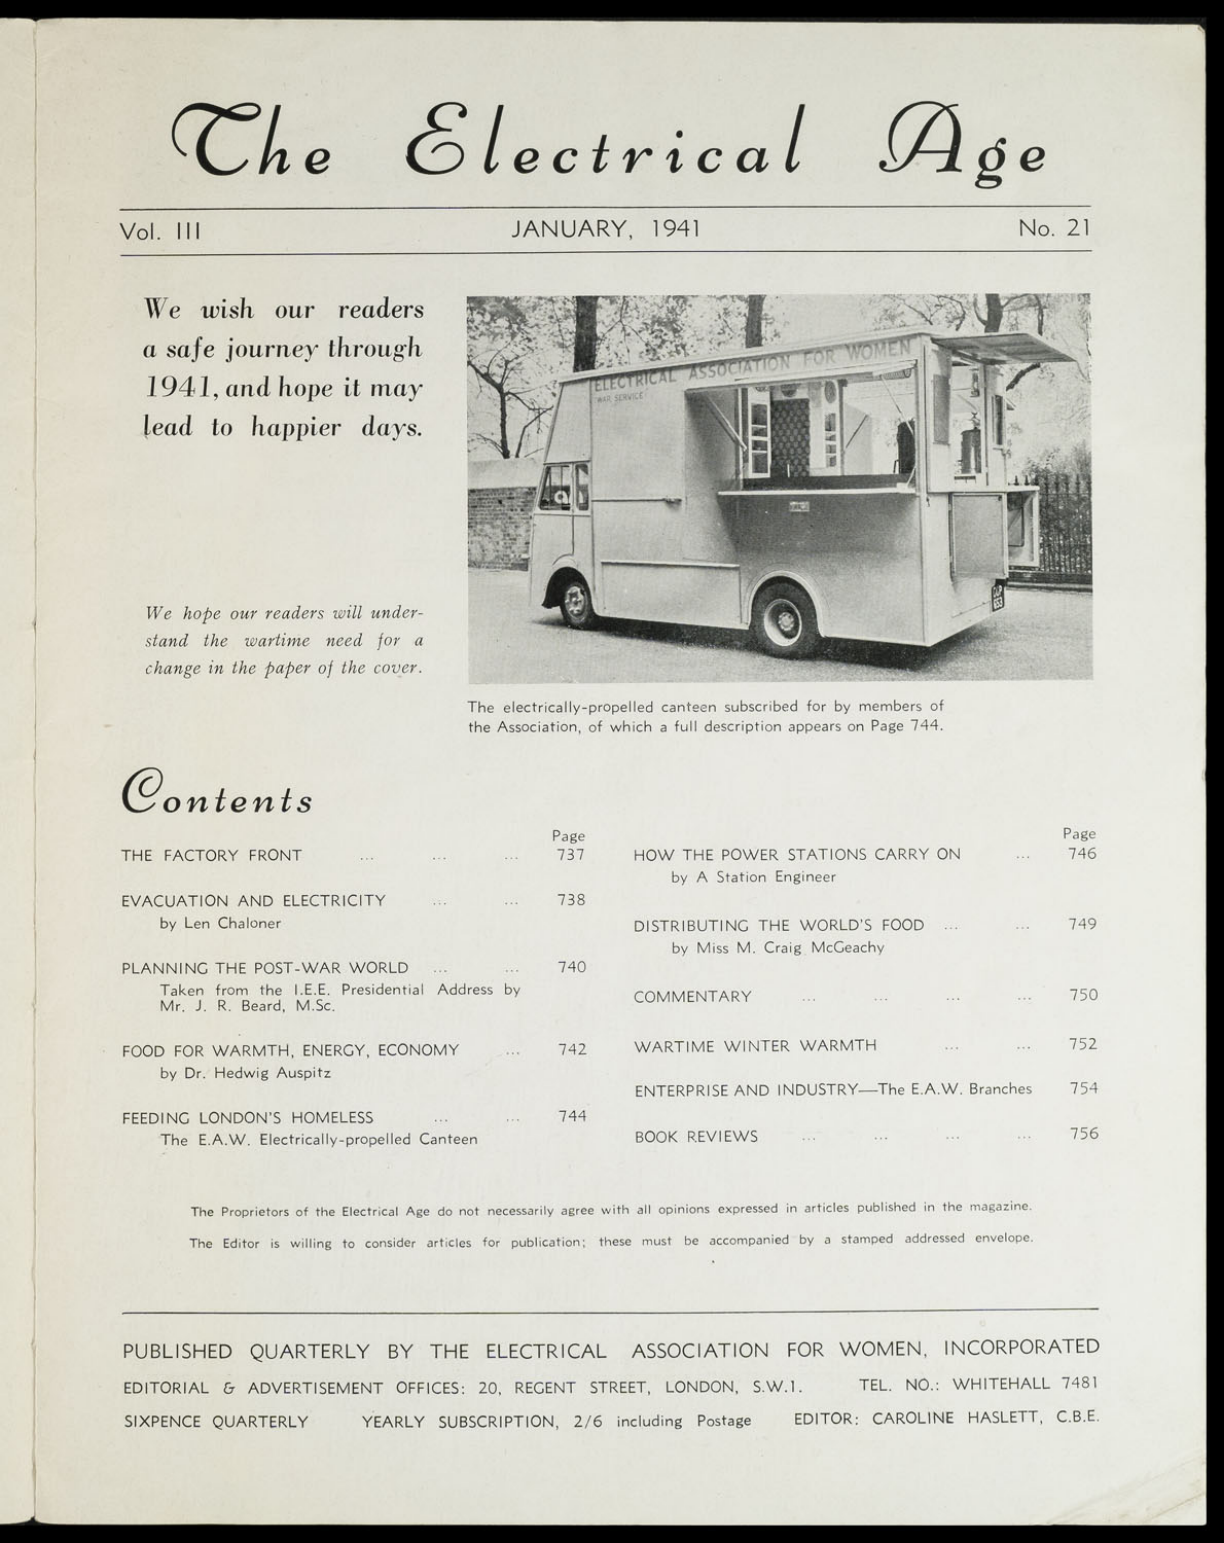 The Electrical Age
Vol. III JANUARY, 1941 No. 21
We wish our readers
a safe journey through
1941, and hope it may
lead to happier days.
ELECTRICAL ASSOCIATION FOR WOMEN
WAR SERVICE
We hope our readers will under-
stand the wartime need for a
change in the paper of the cover.
The electrically-propelled canteen subscribed for by members of
the Association, of which a full description appears on Page 744.
Contents
Page
THE FACTORY FRONT ... ... ... 737
EVACUATION AND ELECTRICITY ... ... 738
by Len Chaloner
PLANNING THE POST-WAR WORLD ... ... 740
Taken from the I.E.E. Presidential Address by
Mr. J. R. Beard, M.Sc.
FOOD FOR WARMTH, ENERGY, ECONOMY ... 742
by Dr. Hedwig Auspitz
FEEDING LONDON'S HOMELESS ... ... 744
The E.A.W. Electrically-propelled Canteen
Page
HOW THE POWER STATIONS CARRY ON ... 746
by A Station Engineer
DISTRIBUTING THE WORLD'S FOOD ... ... 749
by Miss M. Craig McGeachy
COMMENTARY ... ... ... ... 750
WARTIME WINTER WARMTH ... ... 752
ENTERPRISE AND INDUSTRY—The E.A.W. Branches 754
BOOK REVIEWS ... ... ... ... 756
The Proprietors of the Electrical Age do not necessarily agree with all opinions expressed in articles published in the magazine.
The Editor is willing to consider articles for publication; these must be accompanied by a stamped addressed envelope.
PUBLISHED QUARTERLY BY THE ELECTRICAL ASSOCIATION FOR WOMEN, INCORPORATED
EDITORIAL & ADVERTISEMENT OFFICES: 20, REGENT STREET, LONDON, S.W.1. TEL. NO.: WHITEHALL 7481
SIXPENCE QUARTERLY YEARLY SUBSCRIPTION, 2/6 including Postage EDITOR: CAROLINE HASLETT, C.B.E.